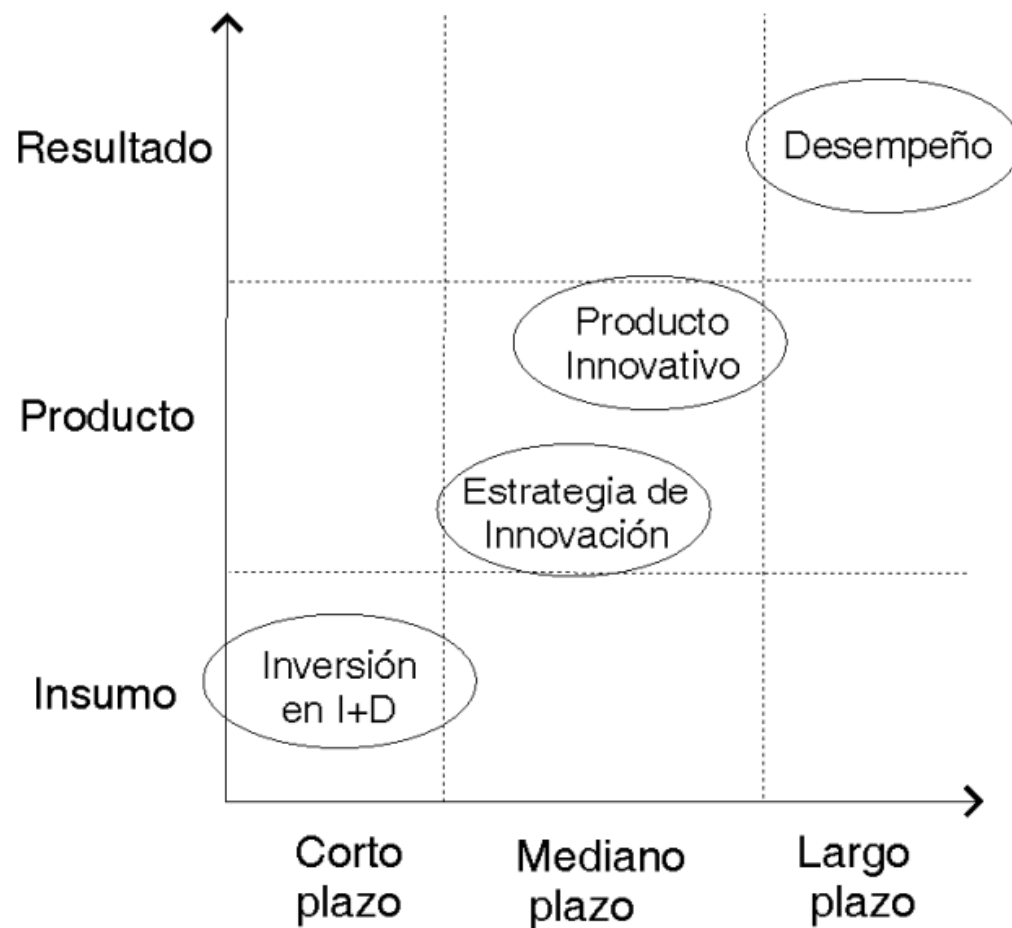 Resultado
Desempeño
Producto
Innovativo
Producto
Estrategia de
Innovación
Insumo
Inversión
en I+D
Corto
plazo
Mediano
plazo
Largo
plazo